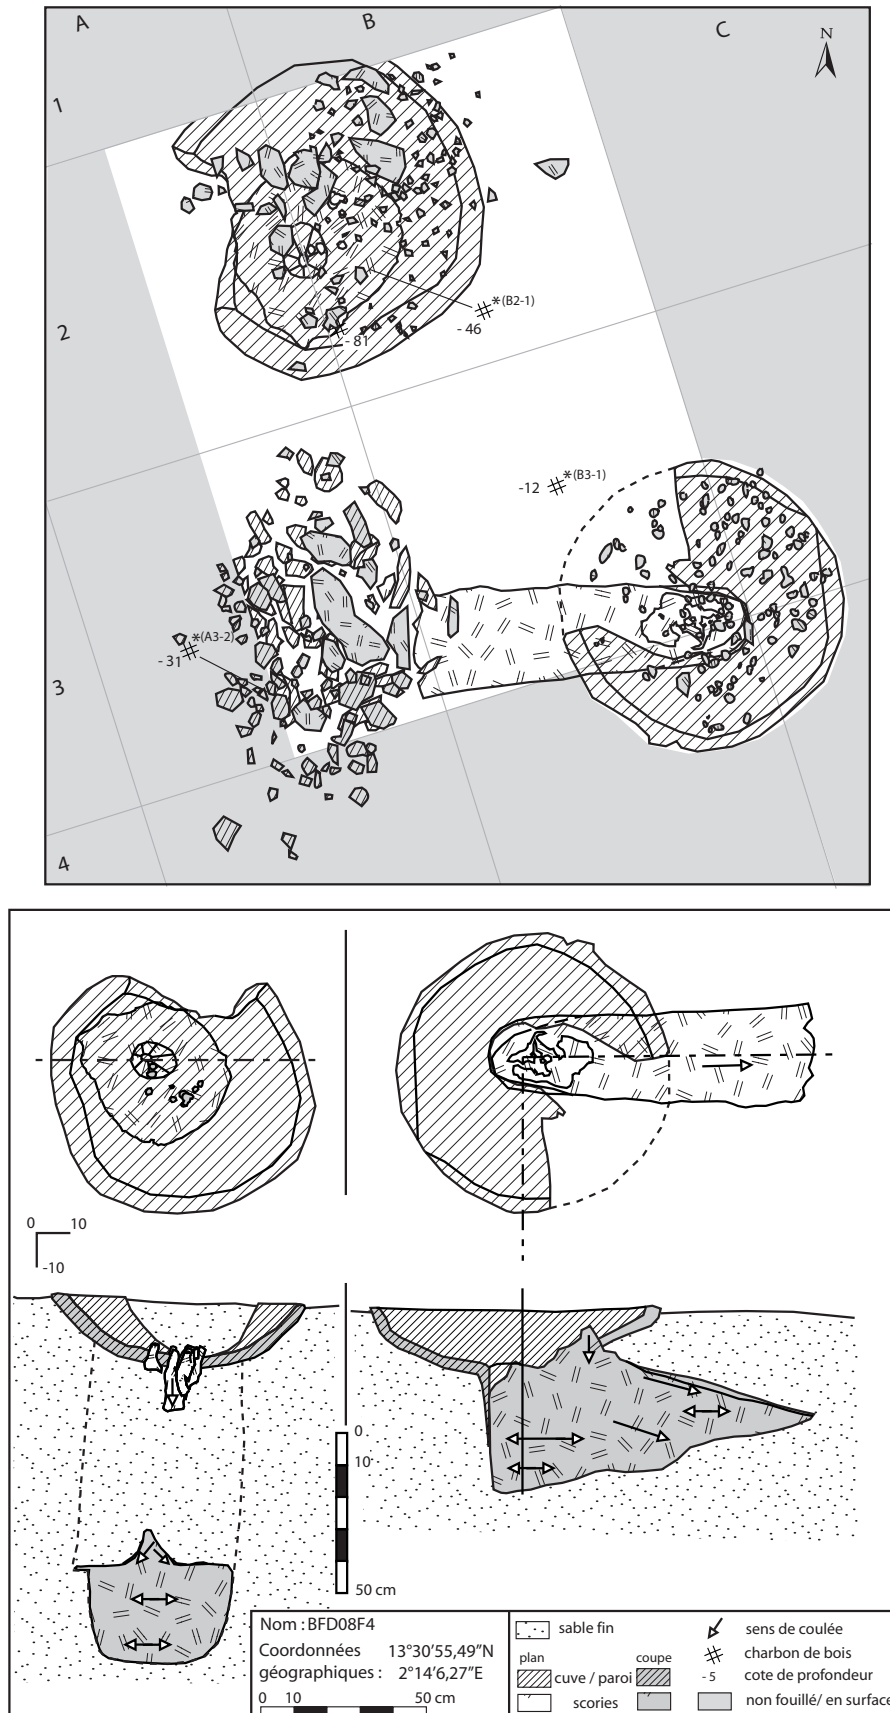 A
B
C
N
1
2
*(B2-1)
- 46
- 81
*(B3-1)
-12
*(A3-2)
- 31
3
4
0 10
-10
0
10
50 cm
Nom : BFD08F4
Coordonnées 13°30'55,49"N
géographiques : 2°14'6,27"E
0 10 50 cm
sable fin
plan coupe
cuve / paroi
scories
sens de coulée
charbon de bois
- 5 cote de profondeur
non fouillé/ en surface